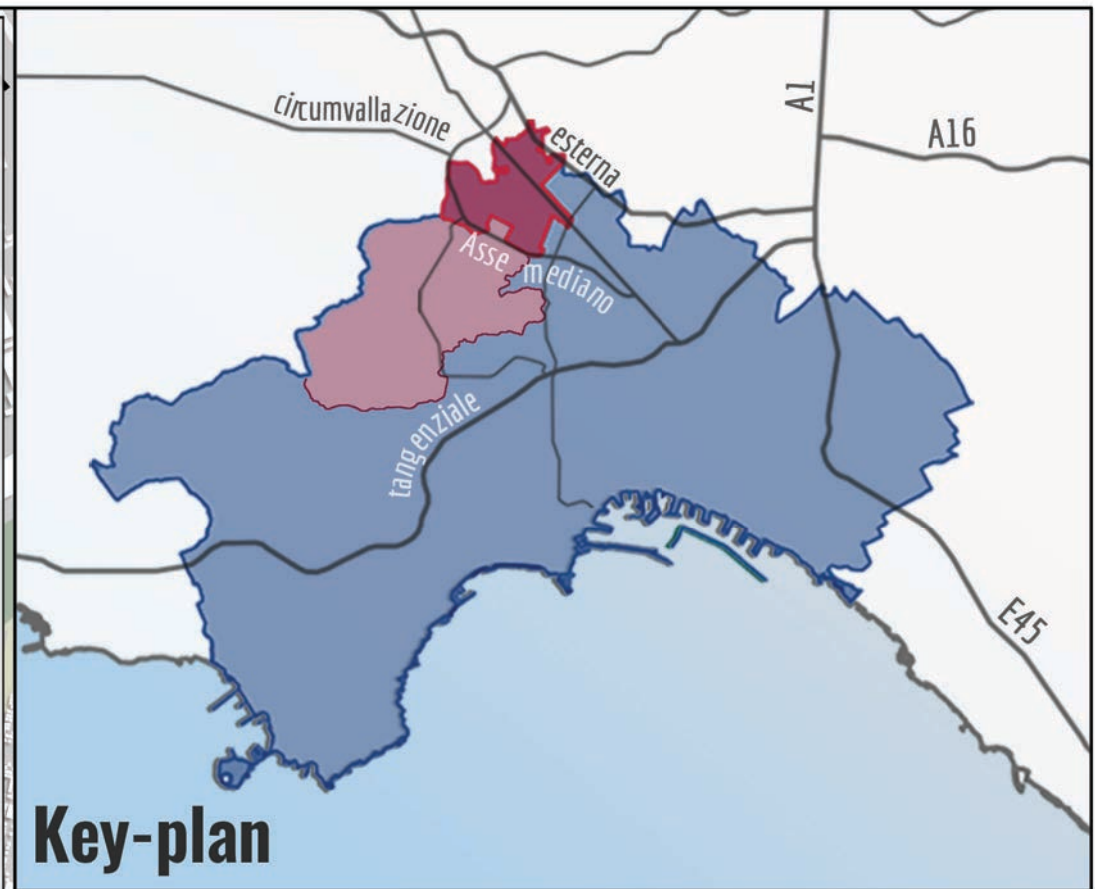 circumvallazione
esterna
A1
A16
Asse mediano
tangenziale
E45
Key-plan